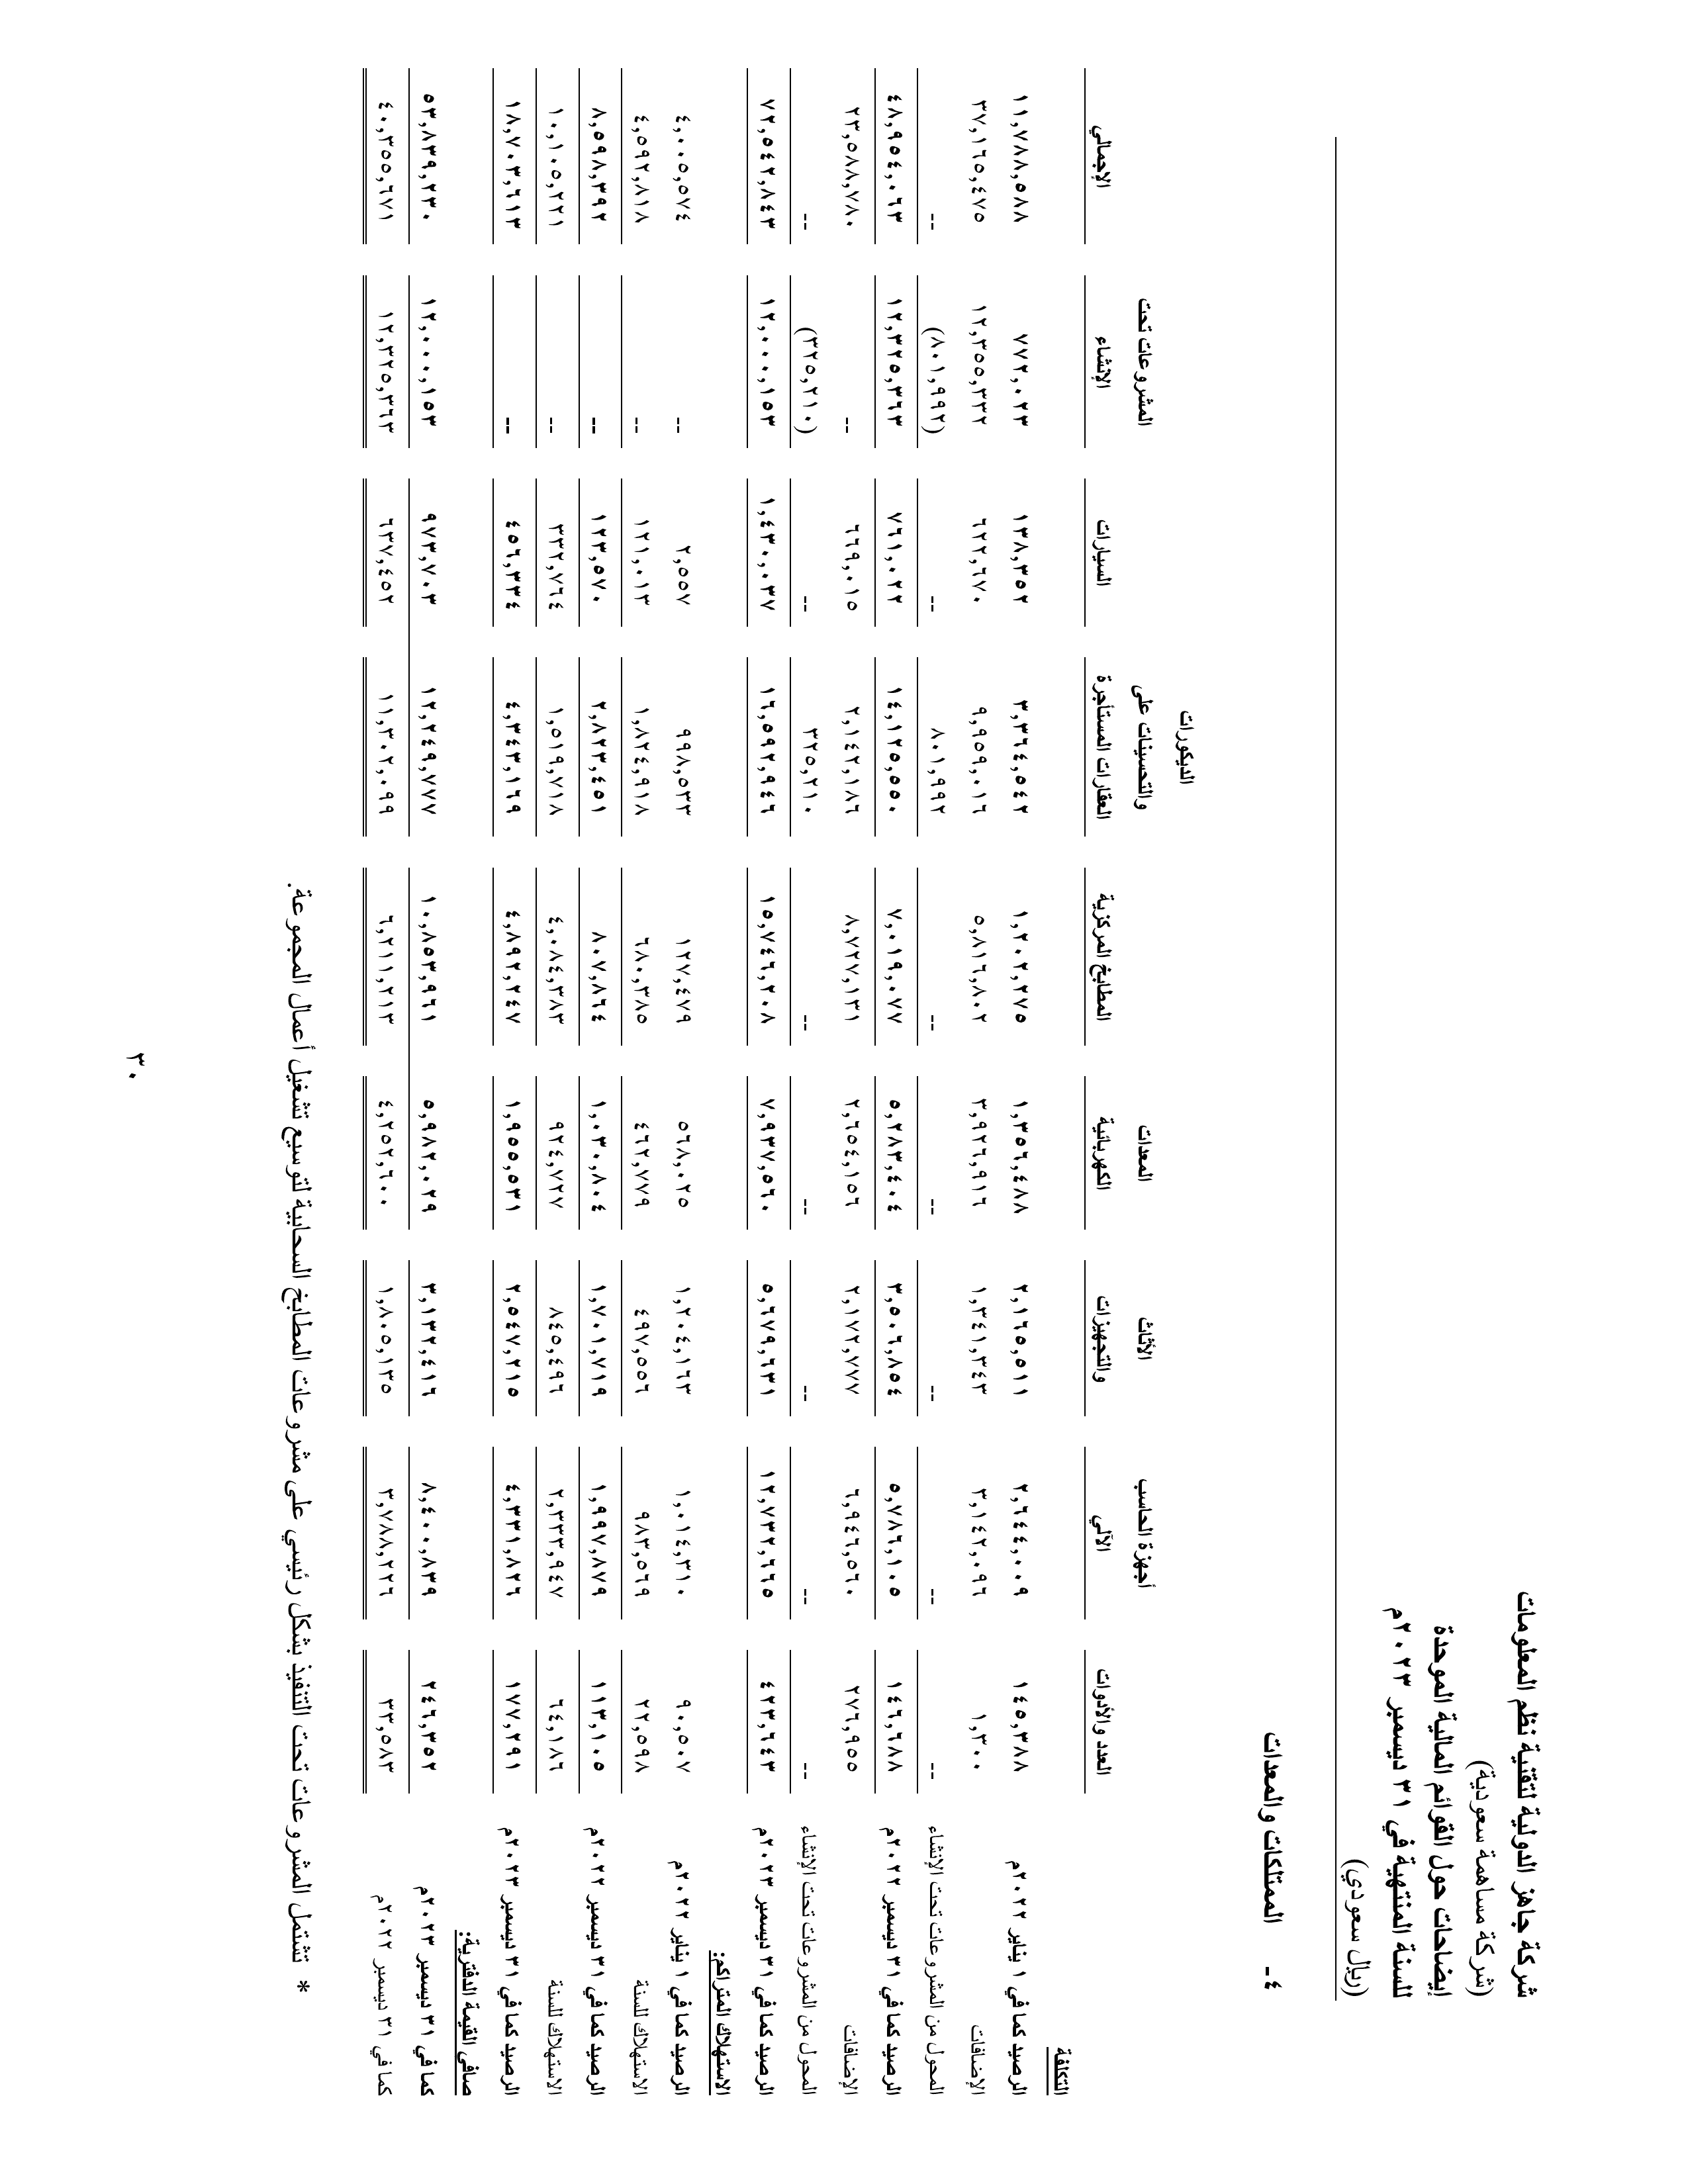 شركة جاهز الدولية لتقنية نظم المعلومات
(شركة مساهمة سعودية)
إيضاحات حول القوائم المالية الموحدة
للسنة المنتهية في ٣١ ديسمبر ٢٠٢٣م
(ريال سعودي)
٤- الممتلكات والمعدات
العدد والأدوات أجهزة الحاسب الآلي الأثاث والتجهيزات المعدات الكهربائية المطابخ المركزية الديكورات والتحسينات على العقارات المستأجرة السيارات المشروعات تحت الإنشاء الإجمالي
التكلفة
الرصيد كما في ١ يناير ٢٠٢٢م ١٤٥,٣٨٨ ٢,٦٤٤,٠٠٩ ٢,١٦٥,٥١١ ١,٣٥٦,٤٨٨ ١,٢٠٢,٢٧٥ ٣,٣٦٤,٥٤٢ ١٣٨,٣٥٢ ٧٧٢,٠٢٣ ١١,٧٨٨,٥٨٨
الإضافات ١,٣٠٠ ٣,١٤٢,٠٩٦ ١,٣٤١,٣٤٣ ٣,٩٢٦,٩١٦ ٥,٨١٦,٨٠٢ ٩,٩٥٩,٠١٦ ٦٢٢,٦٧٠ ١٢,٣٥٥,٣٣٢ ٣٧,١٦٥,٤٧٥
المحول من المشروعات تحت الإنشاء -- -- -- -- -- ٨٠١,٩٩٢ -- (٨٠١,٩٩٢) --
الرصيد كما في ٣١ ديسمبر ٢٠٢٢م ١٤٦,٦٨٨ ٥,٧٨٦,١٠٥ ٣,٥٠٦,٨٥٤ ٥,٢٨٣,٤٠٤ ٧,٠١٩,٠٧٧ ١٤,١٢٥,٥٥٠ ٧٦١,٠٢٢ ١٢,٣٢٥,٣٦٣ ٤٨,٩٥٤,٠٦٣
الإضافات ٢٧٦,٩٥٥ ٦,٩٤٦,٥٦٠ ٢,١٧٢,٧٧٧ ٢,٦٥٤,١٥٦ ٨,٧٢٧,١٣١ ٢,١٤٢,١٨٦ ٦٦٩,٠١٥ -- ٢٣,٥٨٨,٧٨٠
المحول من المشروعات تحت الإنشاء -- -- -- -- -- ٣٢٥,٢١٠ -- (٣٢٥,٢١٠) --
الرصيد كما في ٣١ ديسمبر ٢٠٢٣م ٤٢٣,٦٤٣ ١٢,٧٣٢,٦٦٥ ٥,٦٧٩,٦٣١ ٧,٩٣٧,٥٦٠ ١٥,٧٤٦,٢٠٨ ١٦,٥٩٢,٩٤٦ ١,٤٣٠,٠٣٧ ١٢,٠٠٠,١٥٣ ٧٢,٥٤٢,٨٤٣
الاستهلاك المتراكم:
الرصيد كما في ١ يناير ٢٠٢٢م ٩٠,٥٠٧ ١,٠١٤,٣١٠ ١,٢٠٤,١٦٣ ٥٦٨,٠٢٥ ١٢٧,٤٧٩ ٩٩٨,٥٣٣ ٢,٥٥٧ -- ٤,٠٠٥,٥٧٤
الاستهلاك للسنة ٢٢,٥٩٨ ٩٨٣,٥٦٩ ٤٩٧,٥٥٦ ٤٦٢,٧٧٩ ٦٨٠,٣٨٥ ١,٨٢٤,٩١٨ ١٢١,٠١٣ -- ٤,٥٩٢,٨١٨
الرصيد كما في ٣١ ديسمبر ٢٠٢٢م ١١٣,١٠٥ ١,٩٩٧,٨٧٩ ١,٧٠١,٧١٩ ١,٠٣٠,٨٠٤ ٨٠٧,٨٦٤ ٢,٨٢٣,٤٥١ ١٢٣,٥٧٠ -- ٨,٥٩٨,٣٩٢
الاستهلاك للسنة ٦٤,١٨٦ ٢,٣٣٣,٩٤٧ ٨٤٥,٤٩٦ ٩٢٤,٧٢٧ ٤,٠٨٤,٣٨٣ ١,٥١٩,٧١٨ ٣٣٢,٧٦٤ -- ١٠,١٠٥,٢٢١
الرصيد كما في ٣١ ديسمبر ٢٠٢٣م ١٧٧,٢٩١ ٤,٣٣١,٨٢٦ ٢,٥٤٧,٢١٥ ١,٩٥٥,٥٣١ ٤,٨٩٢,٢٤٧ ٤,٣٤٣,١٦٩ ٤٥٦,٣٣٤ -- ١٨,٧٠٣,٦١٣
صافي القيمة الدفترية:
كما في ٣١ ديسمبر ٢٠٢٣م ٢٤٦,٣٥٢ ٨,٤٠٠,٨٣٩ ٣,١٣٢,٤١٦ ٥,٩٨٢,٠٢٩ ١٠,٨٥٣,٩٦١ ١٢,٢٤٩,٧٧٧ ٩٧٣,٧٠٣ ١٢,٠٠٠,١٥٣ ٥٣,٨٣٩,٢٣٠
كما في ٣١ ديسمبر ٢٠٢٢م ٣٣,٥٨٣ ٣,٧٨٨,٢٢٦ ١,٨٠٥,١٣٥ ٤,٢٥٢,٦٠٠ ٦,٢١١,٢١٣ ١١,٣٠٢,٠٩٩ ٦٣٧,٤٥٢ ١٢,٣٢٥,٣٦٣ ٤٠,٣٥٥,٦٧١
* تشتمل المشروعات تحت التنفيذ بشكل رئيسي على مشروعات المطابخ السحابية لتوسيع تشغيل أعمال المجموعة.
٣٠